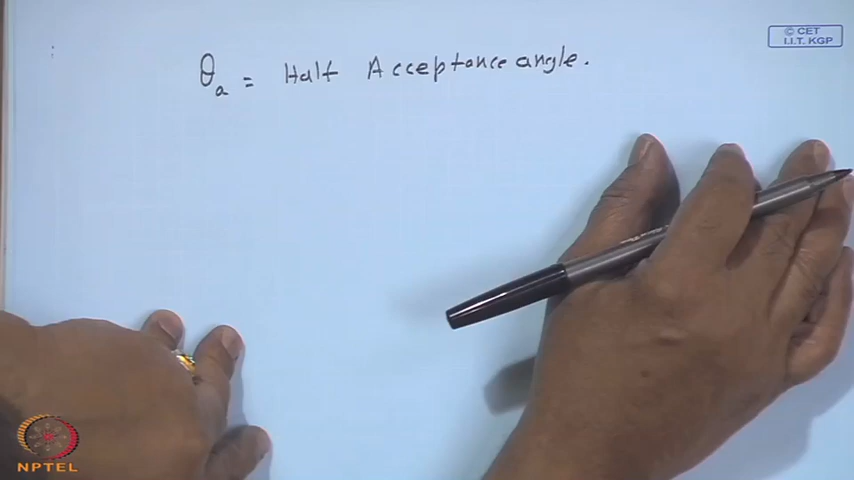 © CET
I.I.T. KGP
θₐ = Half Acceptance angle.
NPTEL